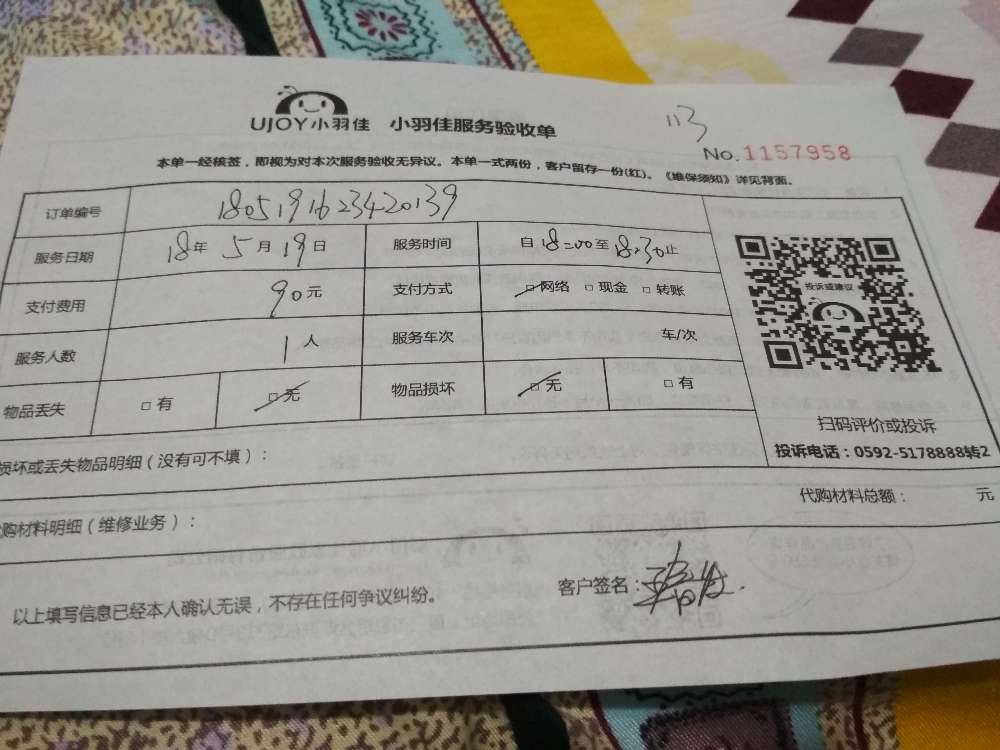 UJOY小羽佳 小羽佳服务验收单
113
No.1157958
本单一经核签，即视为对本次服务验收无异议。本单一式两份，客户留存一份(红)。《维保须知》详见背面。
订单编号 1805191623420139
服务日期 18年 5月19日 服务时间 自18:00至18:30止
支付费用 90元 支付方式 □网络 □现金 □转账
服务人数 1人 服务车次 车/次
物品丢失 □有 □无 物品损坏 □无 □有
投诉或建议
扫码评价或投诉
投诉电话：0592-5178888转2
损坏或丢失物品明细（没有可不填）：
代购材料总额： 元
购材料明细（维修业务）：
以上填写信息已经本人确认无误，不存在任何争议纠纷。 客户签名：